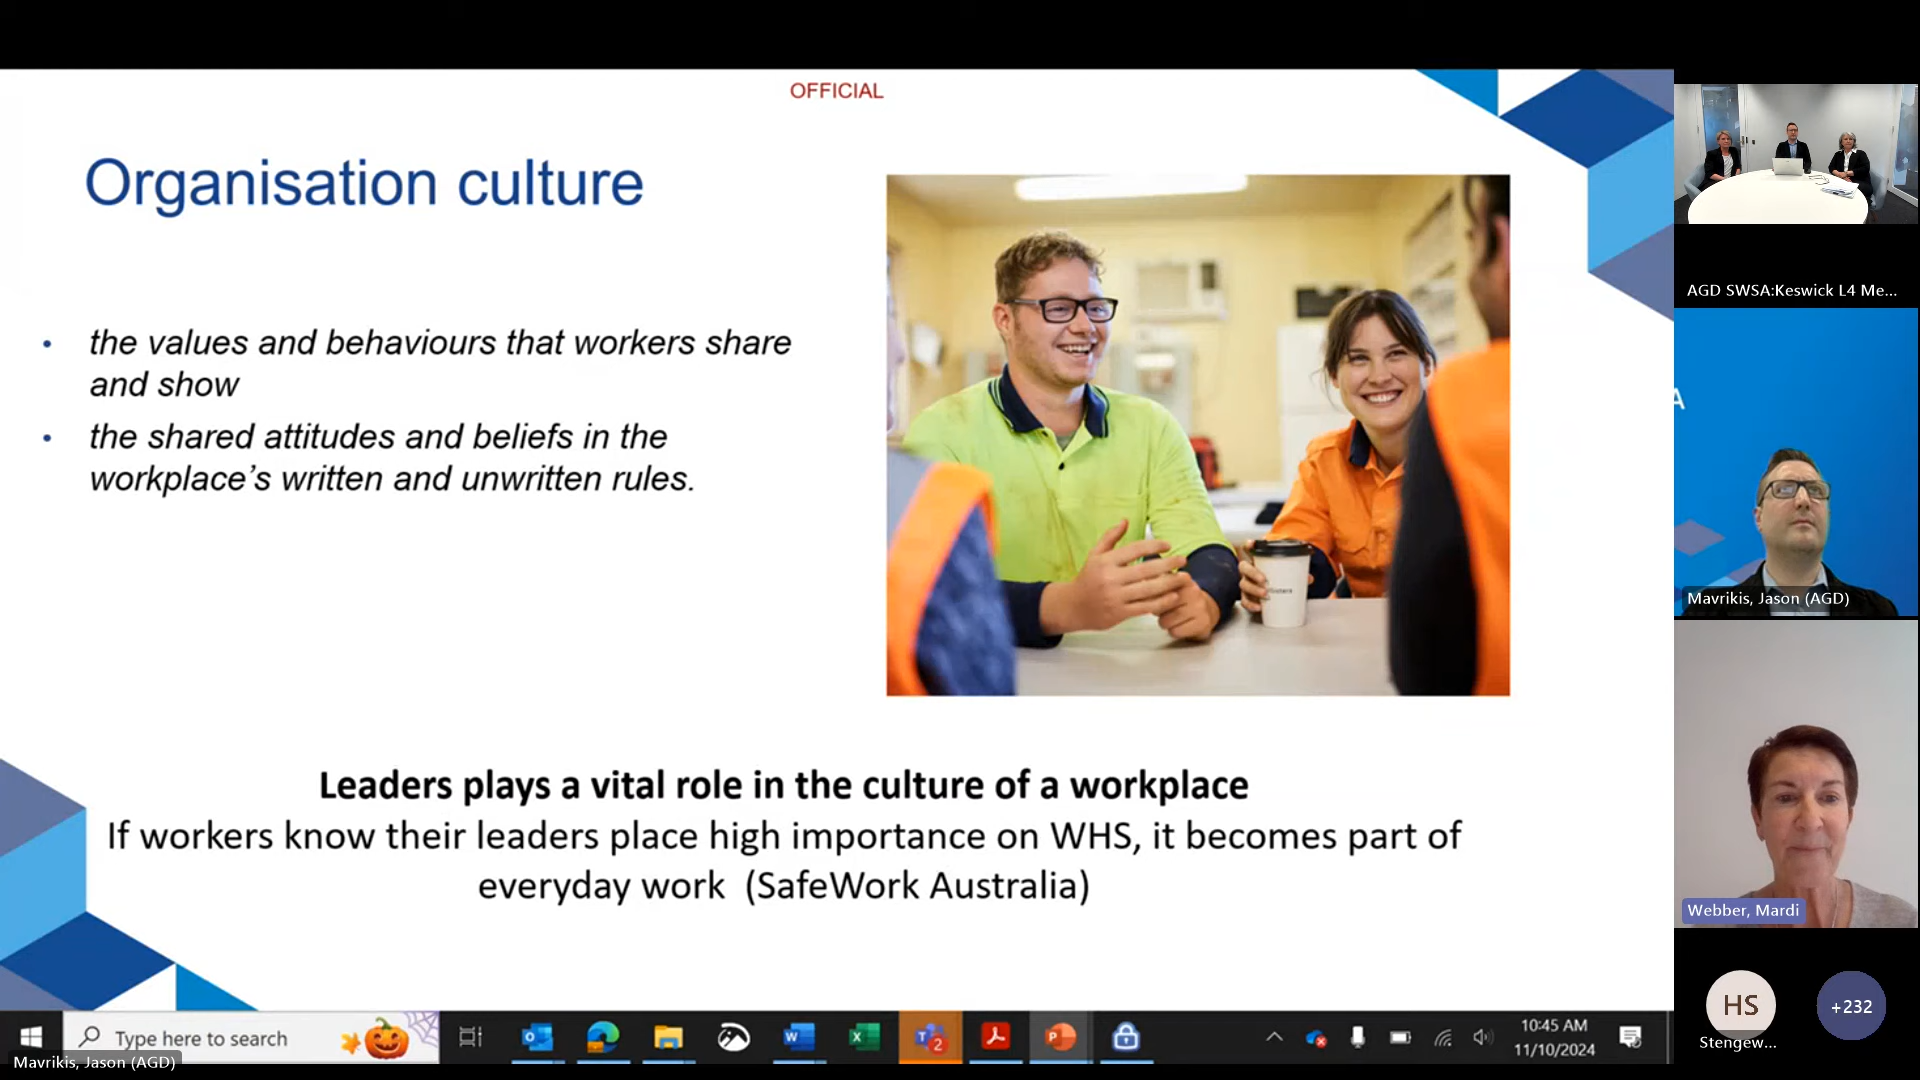 OFFICIAL
Organisation culture
• the values and behaviours that workers share
and show
• the shared attitudes and beliefs in the
workplace’s written and unwritten rules.
Leaders plays a vital role in the culture of a workplace
If workers know their leaders place high importance on WHS, it becomes part of
everyday work (SafeWork Australia)
AGD SWSA:Keswick L4 Me...
A
Mavrikis, Jason (AGD)
Webber, Mardi
HS
+232
Stengew...
Type here to search
2
10:45 AM
11/10/2024
Mavrikis, Jason (AGD)